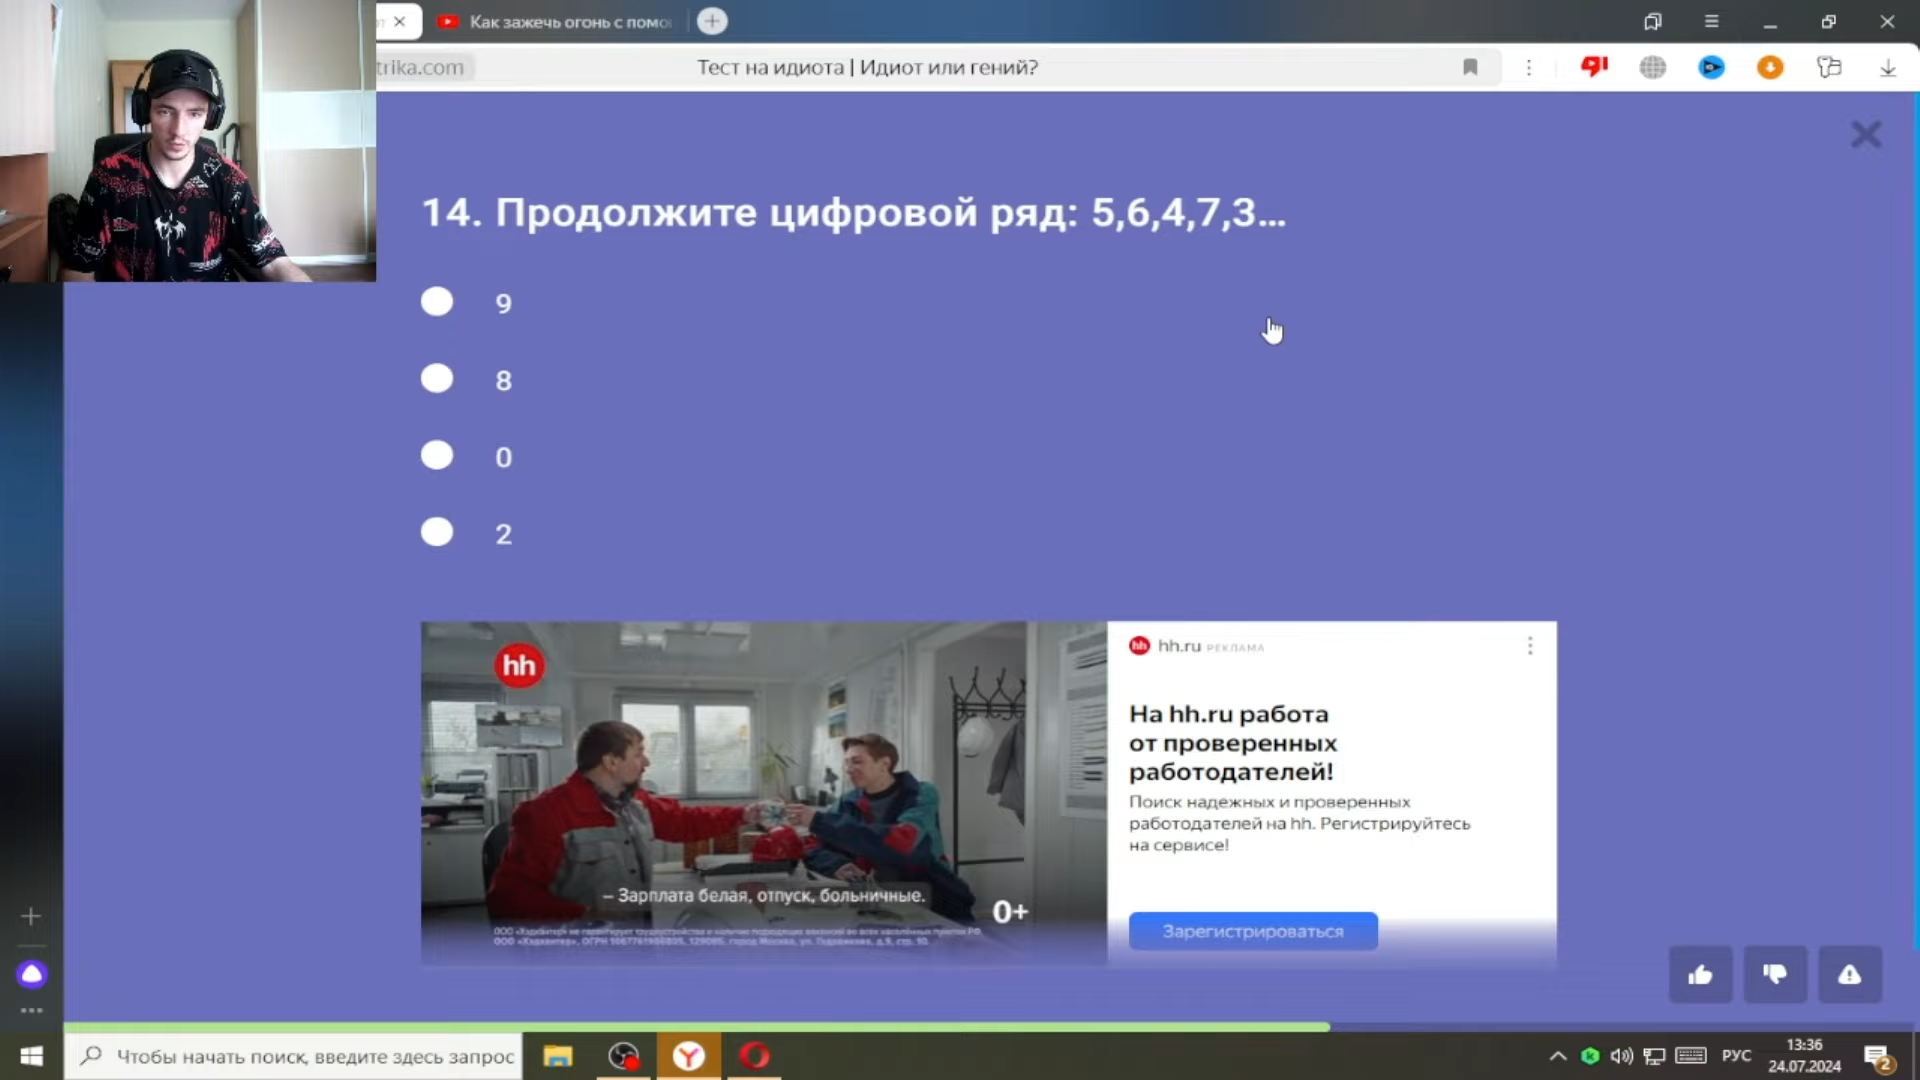 Как зажечь огонь с помо
trika.com
Тест на идиота | Идиот или гений?
14. Продолжите цифровой ряд: 5,6,4,7,3...
9
8
0
2
hh
– Зарплата белая, отпуск, больничные.
0+
hh hh.ru РЕКЛАМА
На hh.ru работа
от проверенных
работодателей!
Поиск надежных и проверенных
работодателей на hh. Регистрируйтесь
на сервисе!
Зарегистрироваться
Чтобы начать поиск, введите здесь запрос
РУС
13:36
24.07.2024
2